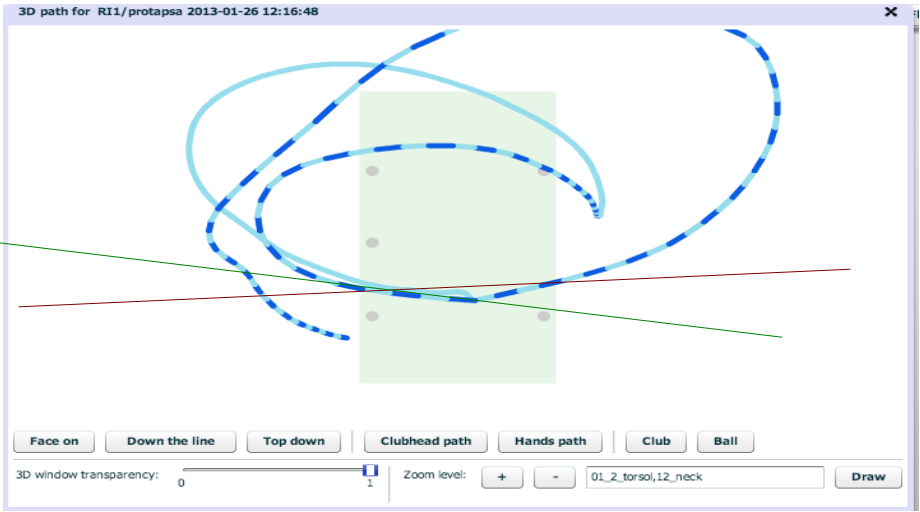 3D path for RI1/protapsa 2013-01-26 12:16:48
Face on Down the line Top down Clubhead path Hands path Club Ball
3D window transparency: 0 1 Zoom level: + - 01_2_torsol,12_neck Draw